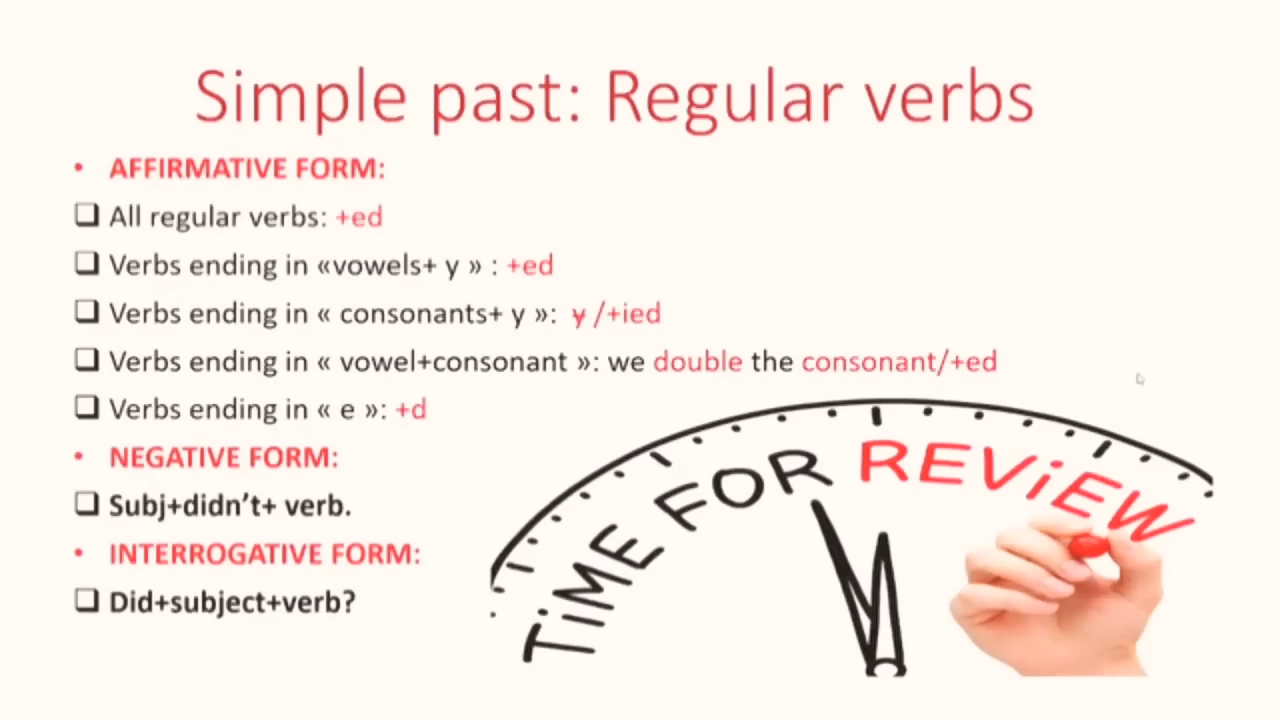 Simple past: Regular verbs
• AFFIRMATIVE FORM:
❑ All regular verbs: +ed
❑ Verbs ending in «vowels+ y » : +ed
❑ Verbs ending in « consonants+ y »: y /+ied
❑ Verbs ending in « vowel+consonant »: we double the consonant/+ed
❑ Verbs ending in « e »: +d
• NEGATIVE FORM:
❑ Subj+didn’t+ verb.
• INTERROGATIVE FORM:
❑ Did+subject+verb?
TiME FOR REViEW